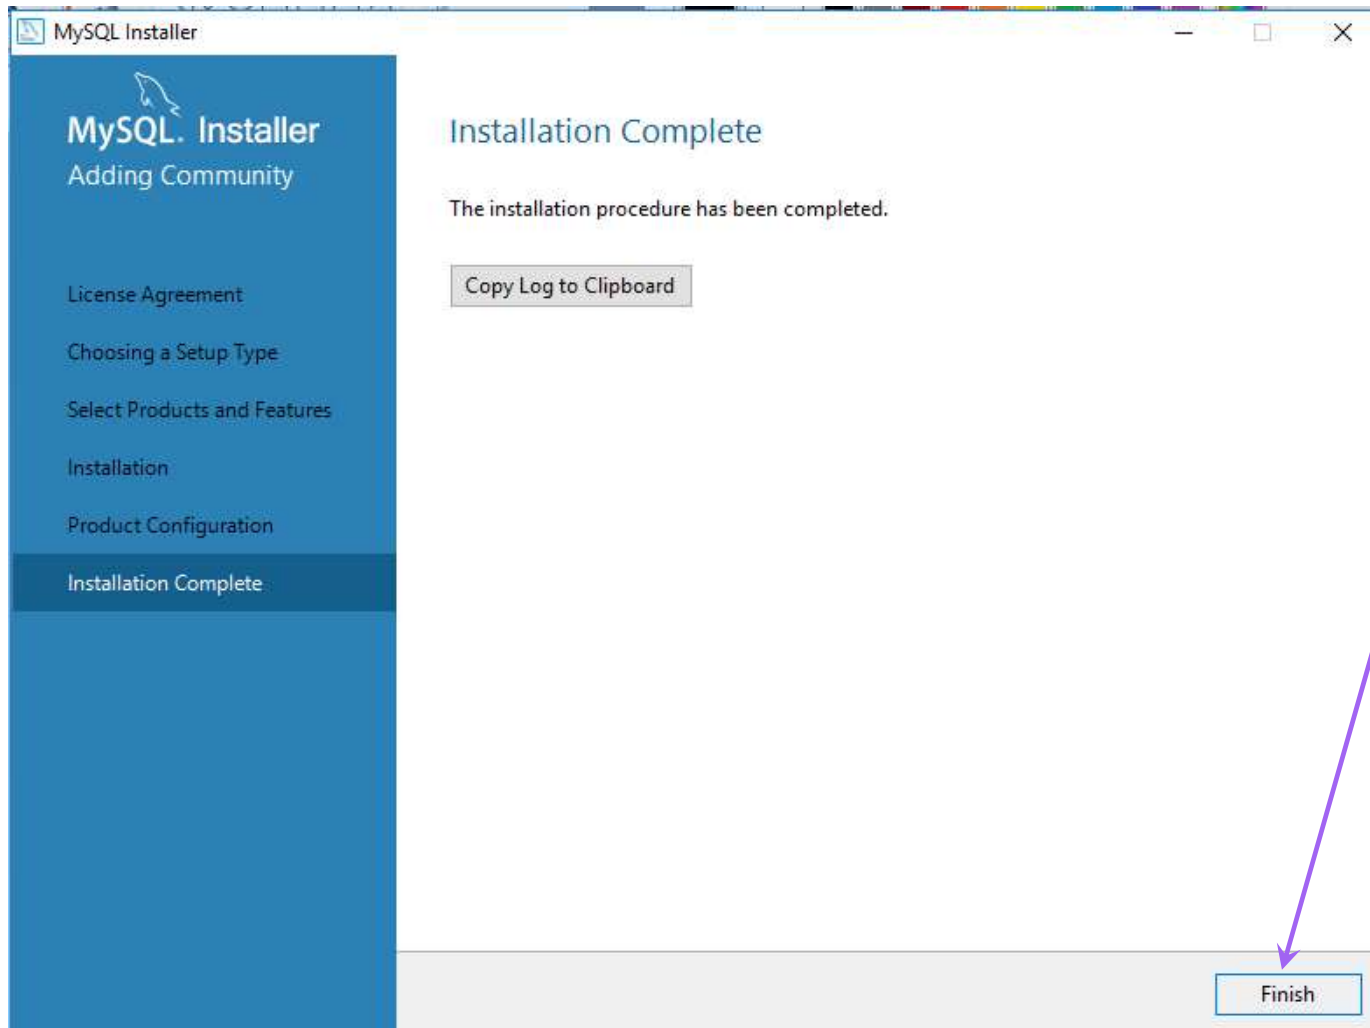 MySQL Installer
MySQL. Installer
Adding Community
License Agreement
Choosing a Setup Type
Select Products and Features
Installation
Product Configuration
Installation Complete
Installation Complete
The installation procedure has been completed.
Copy Log to Clipboard
Finish